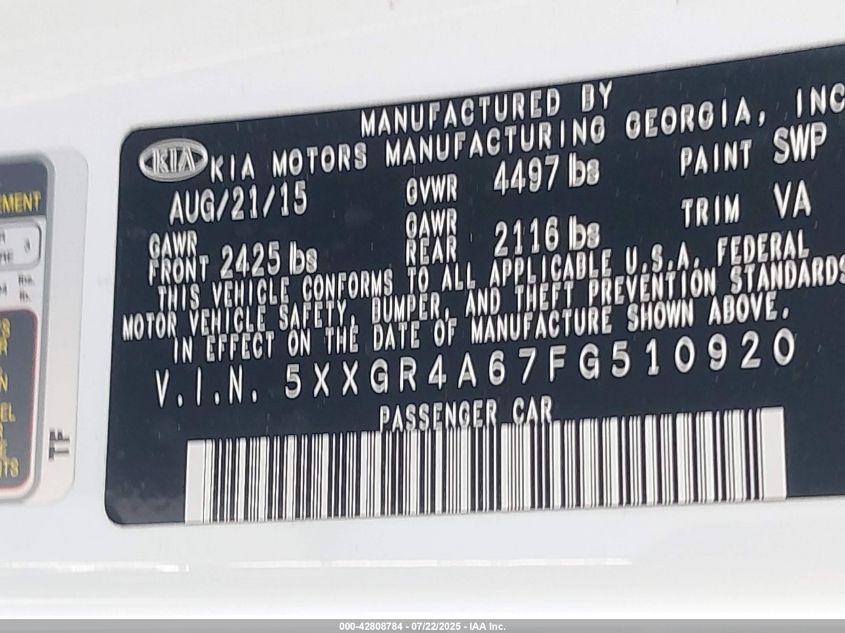 MANUFACTURED BY
KIA KIA MOTORS MANUFACTURING GEORGIA, INC
AUG/21/15 GVWR 4497 lbs PAINT SWP
GAWR FRONT 2425 lbs GAWR REAR 2116 lbs TRIM VA
THIS VEHICLE CONFORMS TO ALL APPLICABLE U.S.A. FEDERAL
MOTOR VEHICLE SAFETY, BUMPER, AND THEFT PREVENTION STANDARDS
IN EFFECT ON THE DATE OF MANUFACTURE SHOWN ABOVE.
V.I.N. 5XXGR4A67FG510920
PASSENGER CAR
EMENT
TF
000-42808784 - 07/22/2025 - IAA Inc.